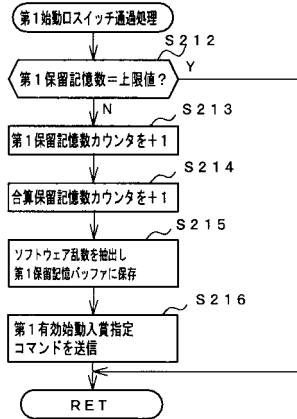 第1始動口スイッチ通過処理
S212
第1保留記憶数＝上限値？
Y
N
S213
第1保留記憶数カウンタを＋1
S214
合算保留記憶数カウンタを＋1
S215
ソフトウェア乱数を抽出し
第1保留記憶バッファに保存
S216
第1有効始動入賞指定
コマンドを送信
RET